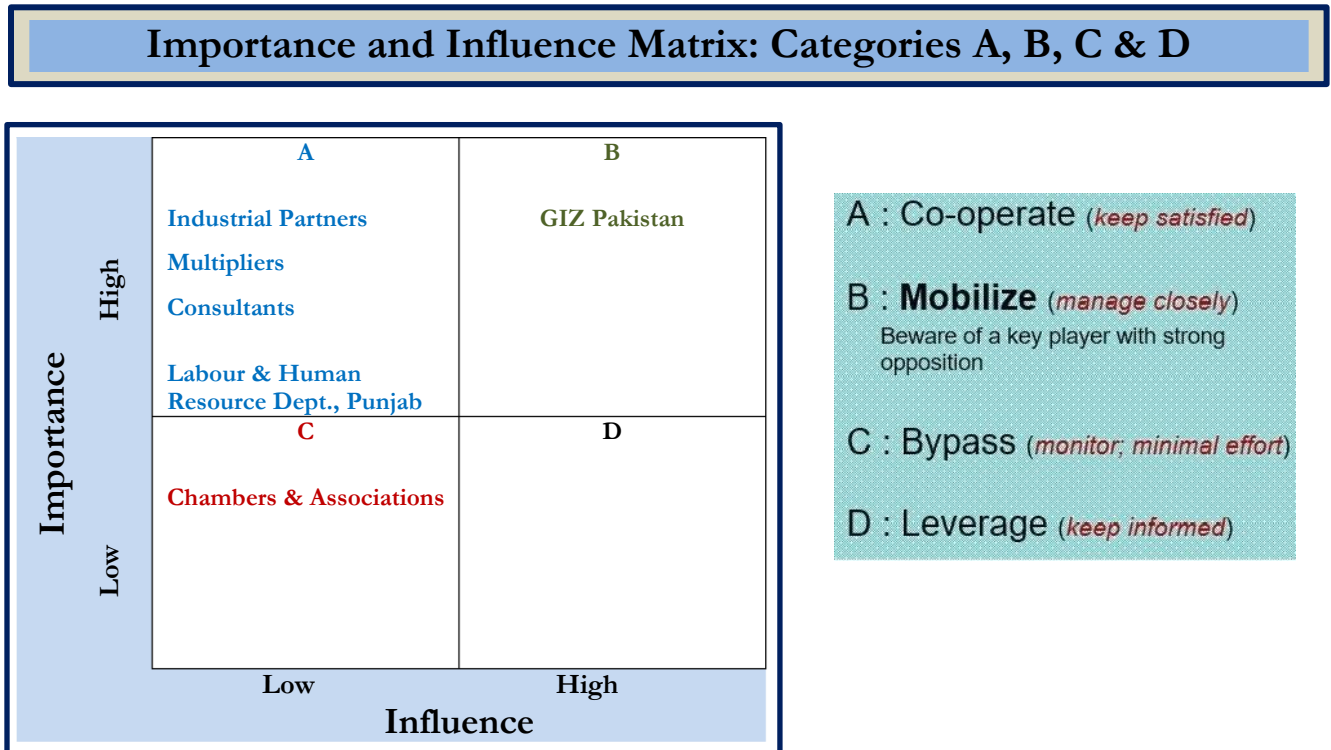 Importance and Influence Matrix: Categories A, B, C & D
Importance
High
Low
A
Industrial Partners
Multipliers
Consultants
Labour & Human
Resource Dept., Punjab
B
GIZ Pakistan
C
Chambers & Associations
D
Low
High
Influence
A : Co-operate (keep satisfied)
B : Mobilize (manage closely)
Beware of a key player with strong
opposition
C : Bypass (monitor; minimal effort)
D : Leverage (keep informed)